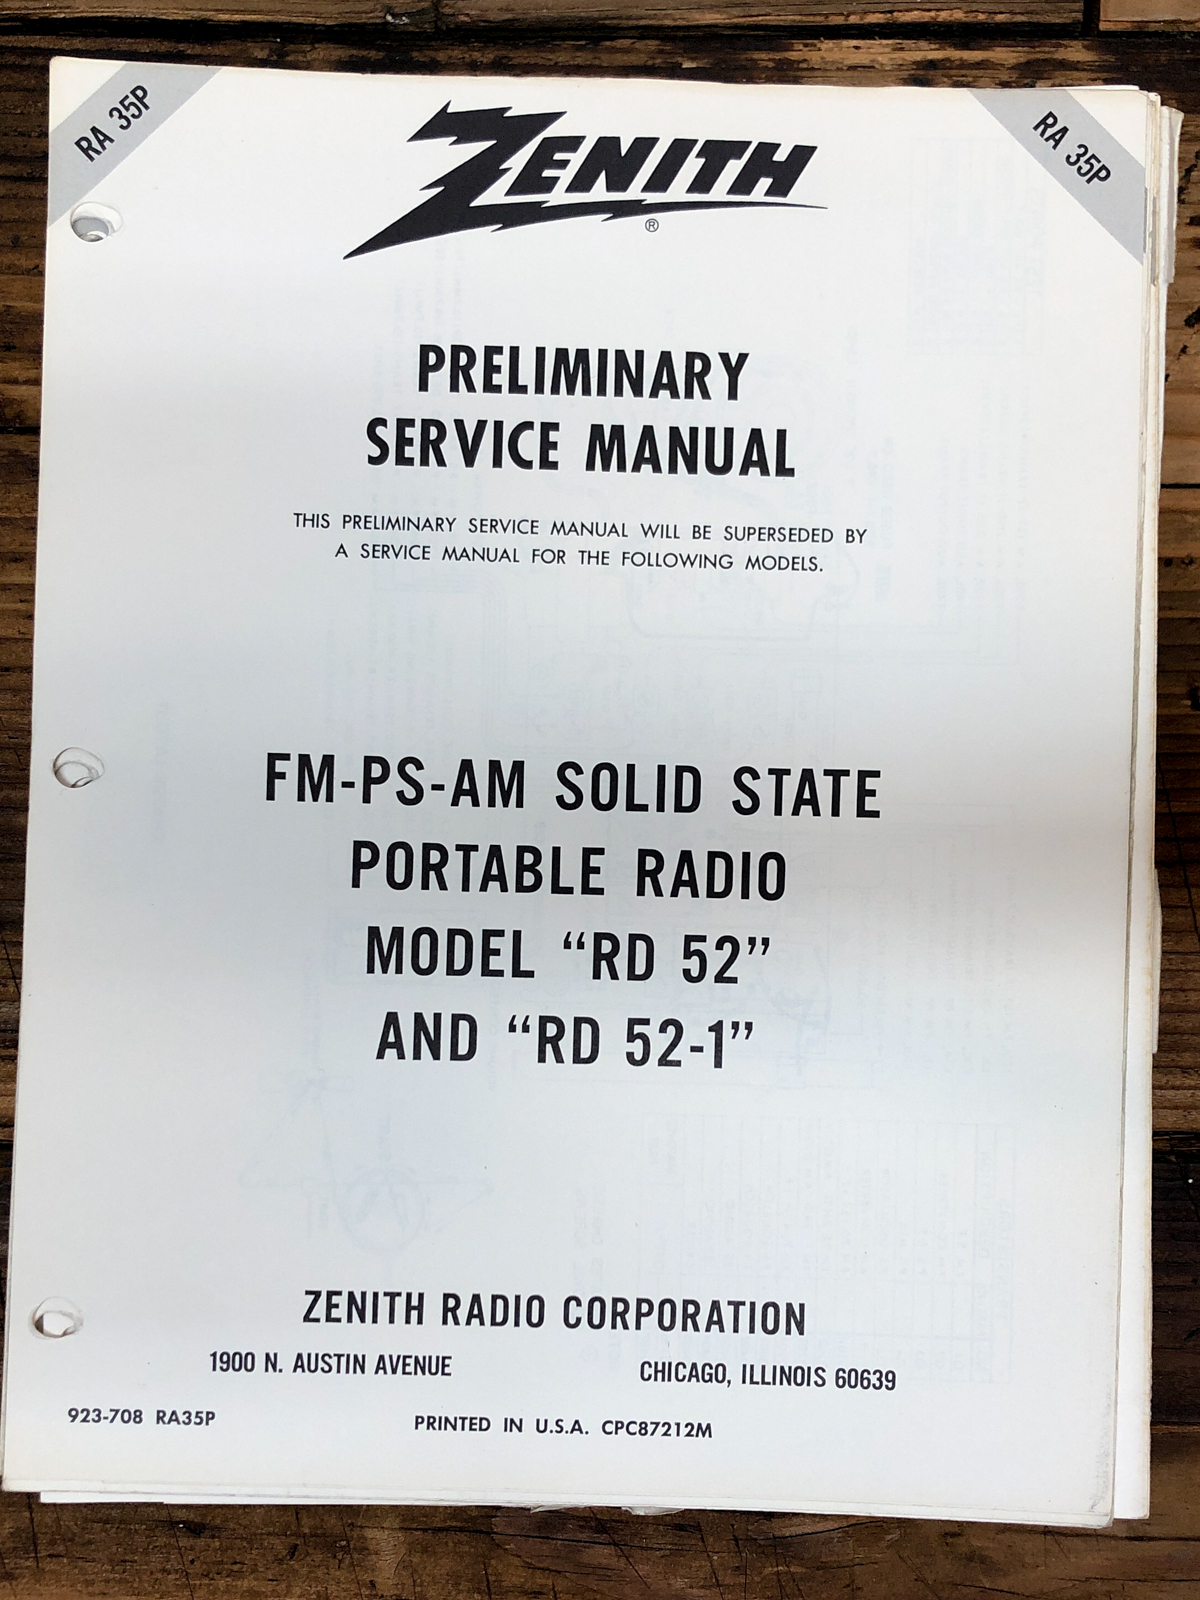 RA 35P
RA 35P
ZENITH
®
PRELIMINARY
SERVICE MANUAL
THIS PRELIMINARY SERVICE MANUAL WILL BE SUPERSEDED BY
A SERVICE MANUAL FOR THE FOLLOWING MODELS.
FM-PS-AM SOLID STATE
PORTABLE RADIO
MODEL “RD 52”
AND “RD 52-1”
ZENITH RADIO CORPORATION
1900 N. AUSTIN AVENUE CHICAGO, ILLINOIS 60639
923-708 RA35P PRINTED IN U.S.A. CPC87212M